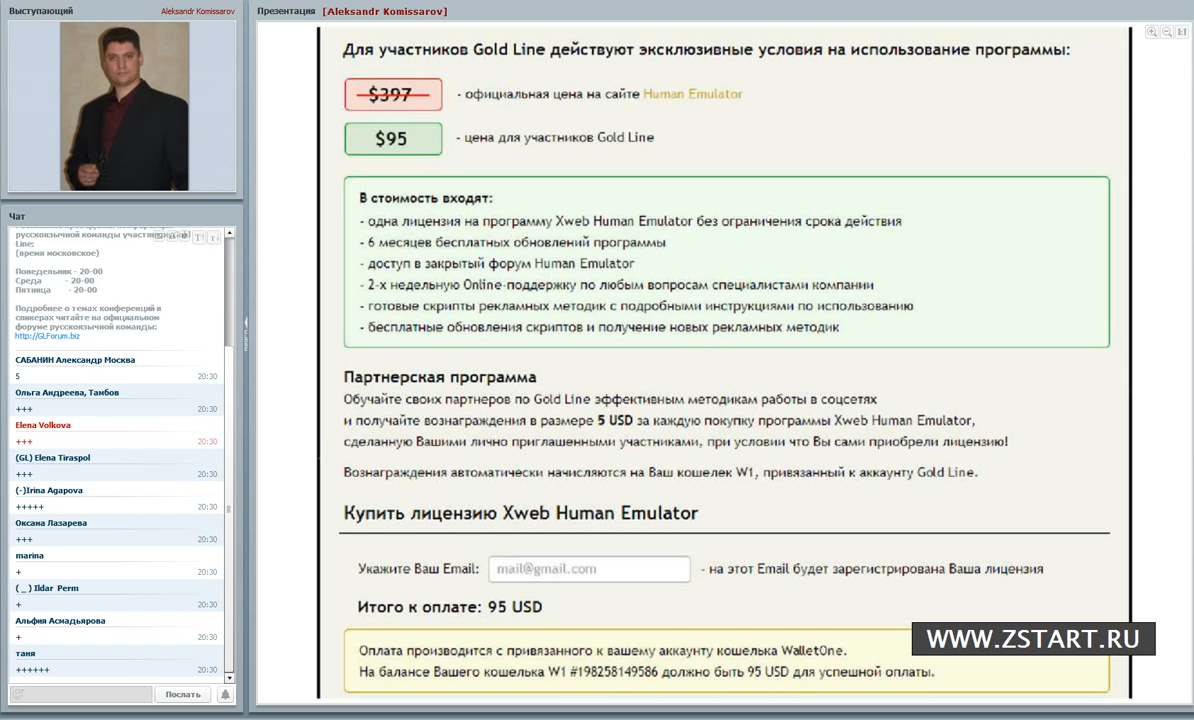 Выступающий
Aleksandr Komissarov
Чат
русскоязычной команды
Line:
(время московское)
Понедельник - 20-00
Среда - 20-00
Пятница - 20-00
Подробнее о темах конференций и
спикерах читайте на официальном
форуме русскоязычной команды:
http://GLForum.biz
САБАНИН Александр Москва
5 20:30
Ольга Андреева, Тамбов
+++ 20:30
Elena Volkova
+++ 20:30
(GL) Elena Tiraspol
+++ 20:30
(-)Irina Agapova
+++++ 20:30
Оксана Лазарева
+++ 20:30
marina
+ 20:30
( _ ) Ildar Perm
+ 20:30
Альфия Асмадьярова
+ 20:30
таня
++++++ 20:30
Послать
Презентация [Aleksandr Komissarov]
Для участников Gold Line действуют эксклюзивные условия на использование программы:
$397 - официальная цена на сайте Human Emulator
$95 - цена для участников Gold Line
В стоимость входят:
- одна лицензия на программу Xweb Human Emulator без ограничения срока действия
- 6 месяцев бесплатных обновлений программы
- доступ в закрытый форум Human Emulator
- 2-х недельную Online-поддержку по любым вопросам специалистами компании
- готовые скрипты рекламных методик с подробными инструкциями по использованию
- бесплатные обновления скриптов и получение новых рекламных методик
Партнерская программа
Обучайте своих партнеров по Gold Line эффективным методикам работы в соцсетях
и получайте вознаграждения в размере 5 USD за каждую покупку программы Xweb Human Emulator,
сделанную Вашими лично приглашенными участниками, при условии что Вы сами приобрели лицензию!
Вознаграждения автоматически начисляются на Ваш кошелек W1, привязанный к аккаунту Gold Line.
Купить лицензию Xweb Human Emulator
Укажите Ваш Email: mail@gmail.com - на этот Email будет зарегистрирована Ваша лицензия
Итого к оплате: 95 USD
WWW.ZSTART.RU
Оплата производится с привязанного к вашему аккаунту кошелька WalletOne.
На балансе Вашего кошелька W1 #198258149586 должно быть 95 USD для успешной оплаты.